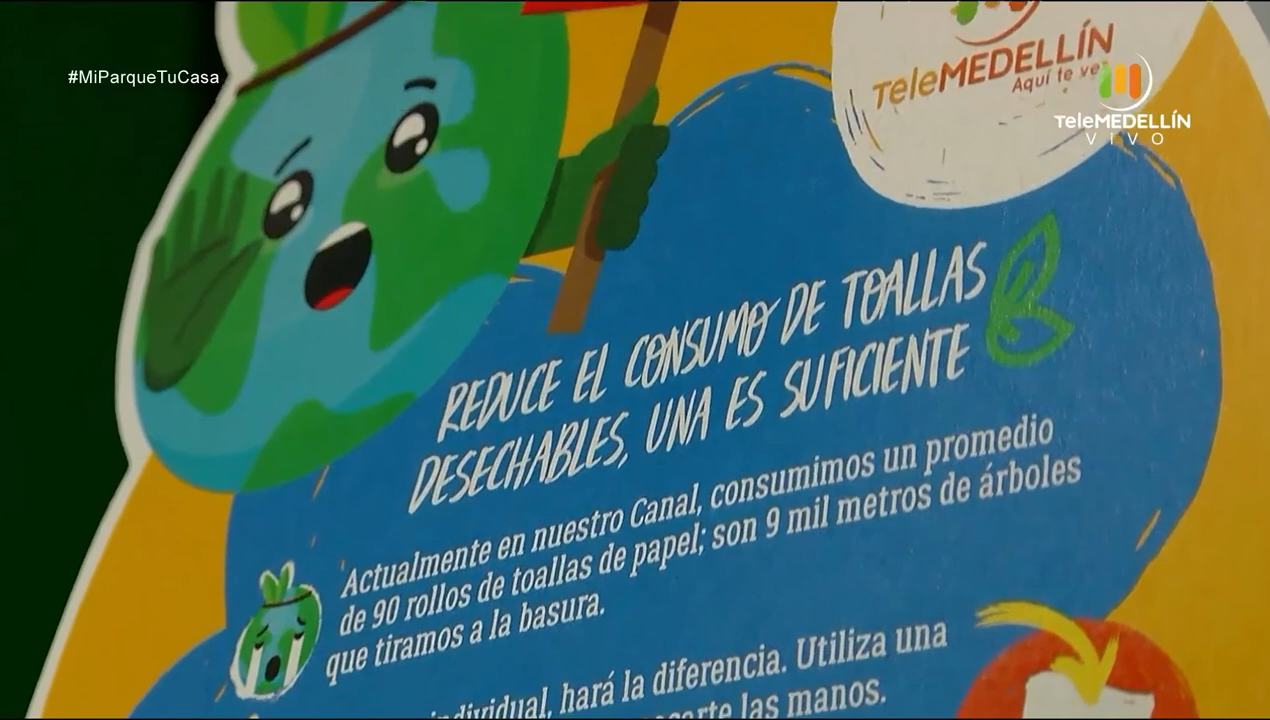 #MiParqueTuCasa
TeleMEDELLÍN
Aquí te ve
TeleMEDELLÍN
VIVO
REDUCE EL CONSUMO DE TOALLAS
DESECHABLES, UNA ES SUFICIENTE
Actualmente en nuestro Canal, consumimos un promedio
de 90 rollos de toallas de papel; son 9 mil metros de árboles
que tiramos a la basura.
hará la diferencia. Utiliza una
las manos.